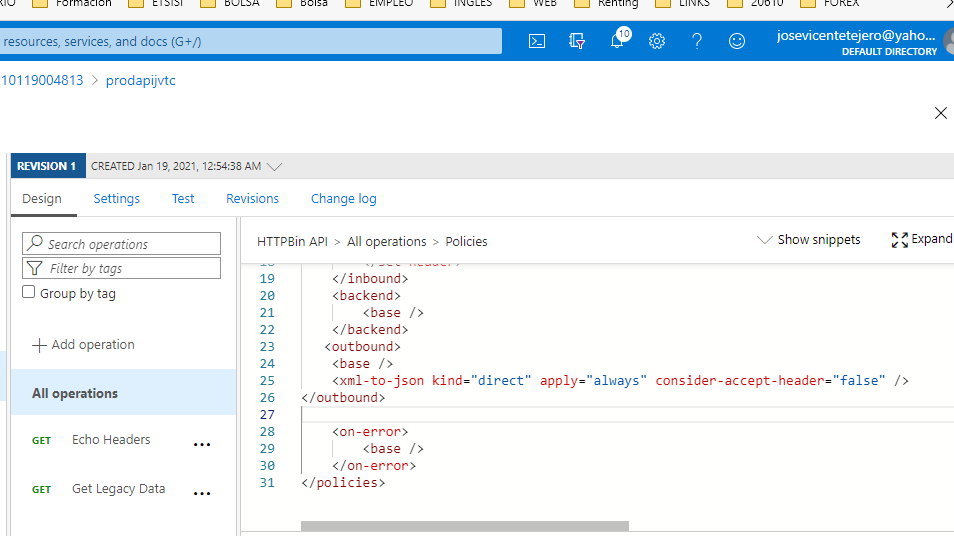 Formación ETSISI BOLSA Bolsa EMPLEO INGLES WEB Renting LINKS 20610 FOREX
resources, services, and docs (G+/)
10
josevicentetejero@yaho...
DEFAULT DIRECTORY
10119004813 > prodapijvtc
REVISION 1 CREATED Jan 19, 2021, 12:54:38 AM
Design Settings Test Revisions Change log
Search operations
Filter by tags
Group by tag
+ Add operation
All operations
GET Echo Headers ...
GET Get Legacy Data ...
HTTPBin API > All operations > Policies
Show snippets
Expand
18 </set-header>
19 </inbound>
20 <backend>
21 <base />
22 </backend>
23 <outbound>
24 <base />
25 <xml-to-json kind="direct" apply="always" consider-accept-header="false" />
26 </outbound>
27
28 <on-error>
29 <base />
30 </on-error>
31 </policies>